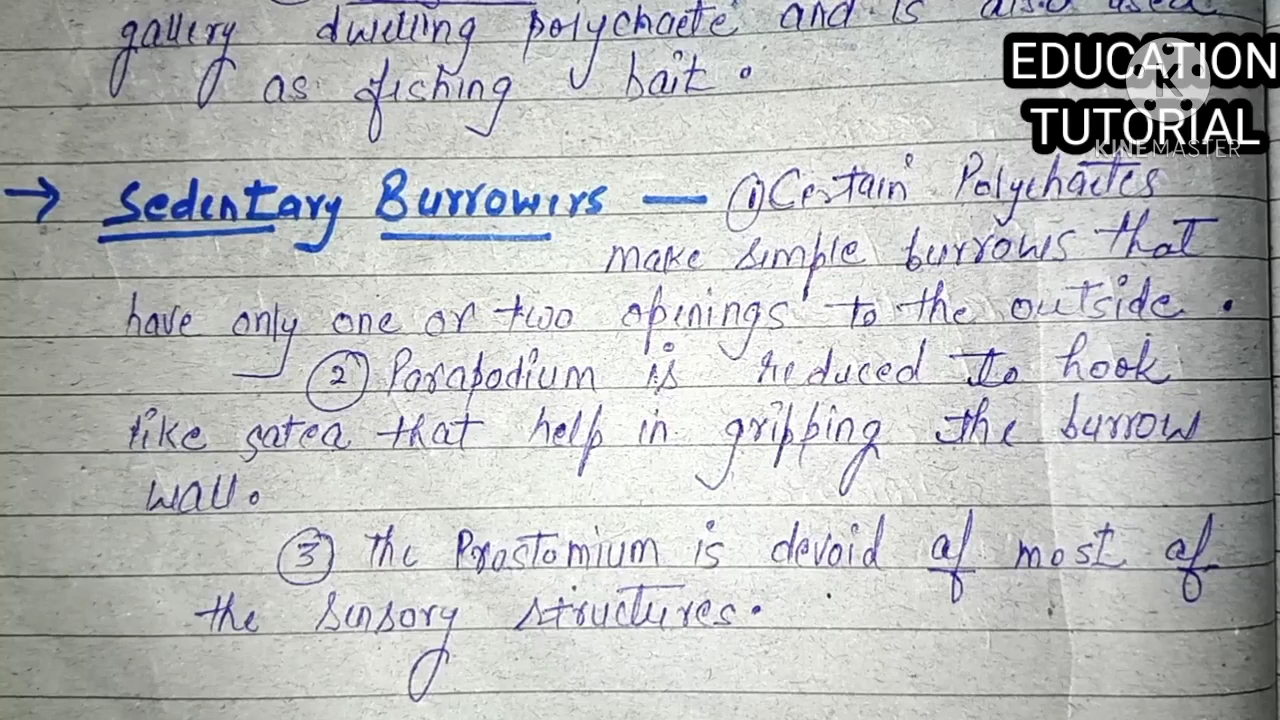 gallery dwelling polychaete and is also used
as fishing bait.
EDUCATION
TUTORIAL
KINEMASTER
→ Sedentary Burrowers — ① Certain Polychaetes
make simple burrows that
have only one or two openings to the outside.
② Parapodium is reduced to hook
like satea that help in gripping the burrow
wall.
③ the Prostomium is devoid of most of
the sensory structures.